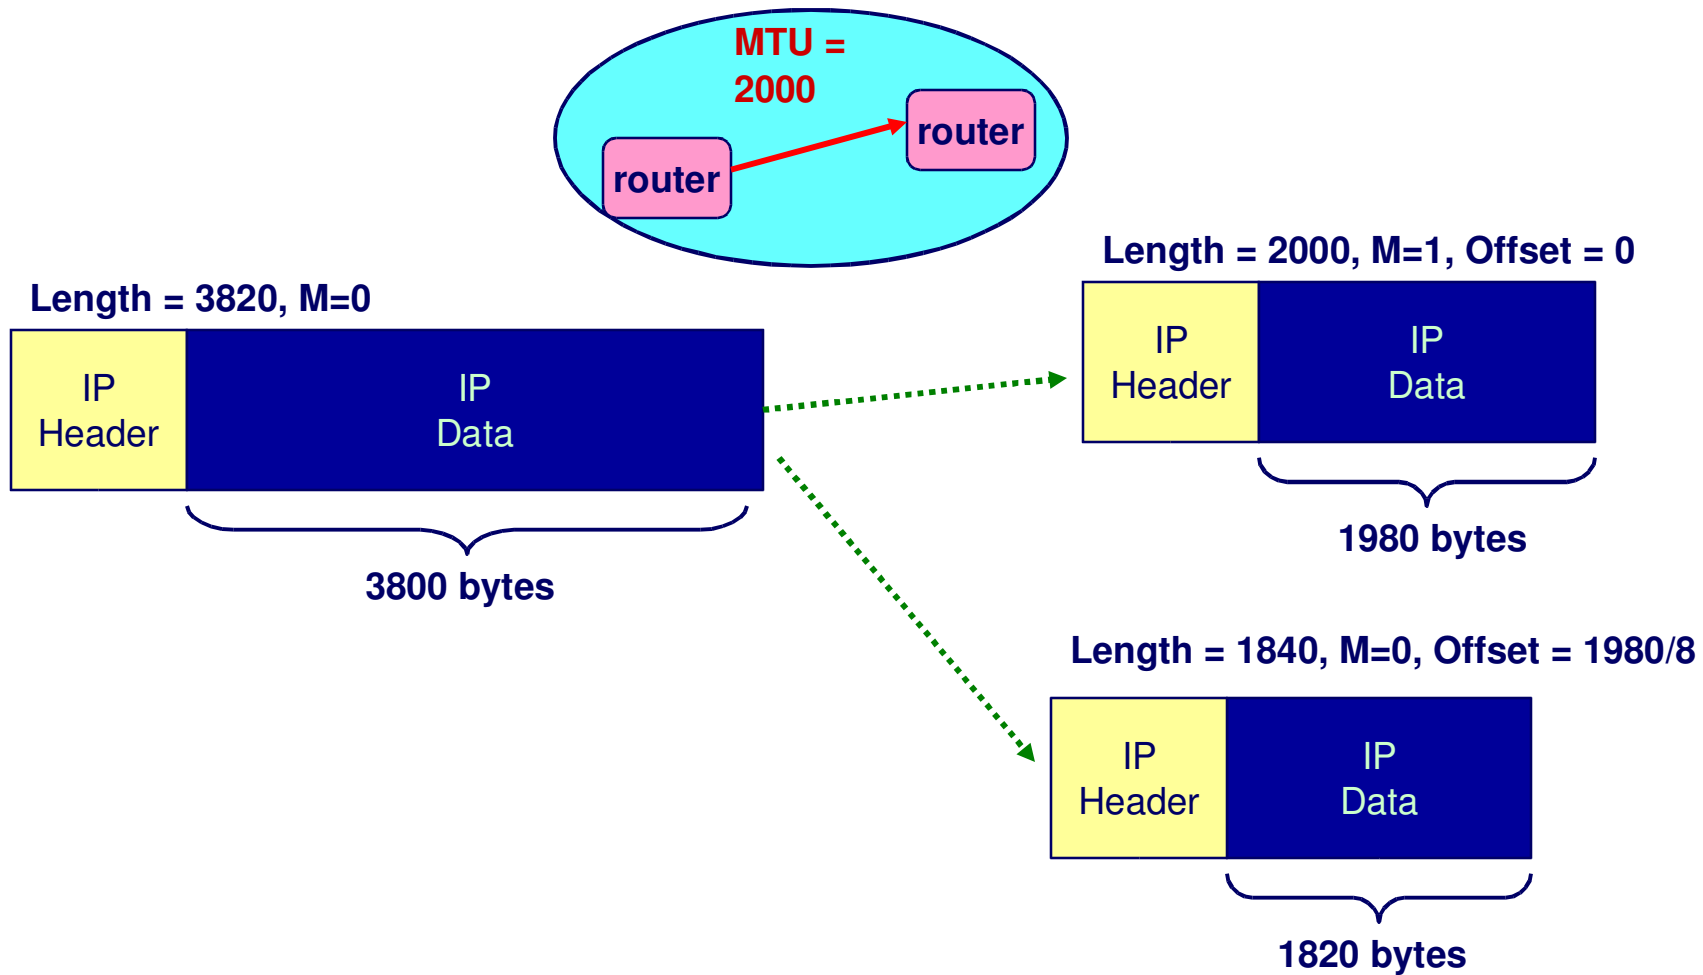 MTU =
2000
router
router
Length = 3820, M=0
IP
Header
IP
Data
3800 bytes
Length = 2000, M=1, Offset = 0
IP
Header
IP
Data
1980 bytes
Length = 1840, M=0, Offset = 1980/8
IP
Header
IP
Data
1820 bytes